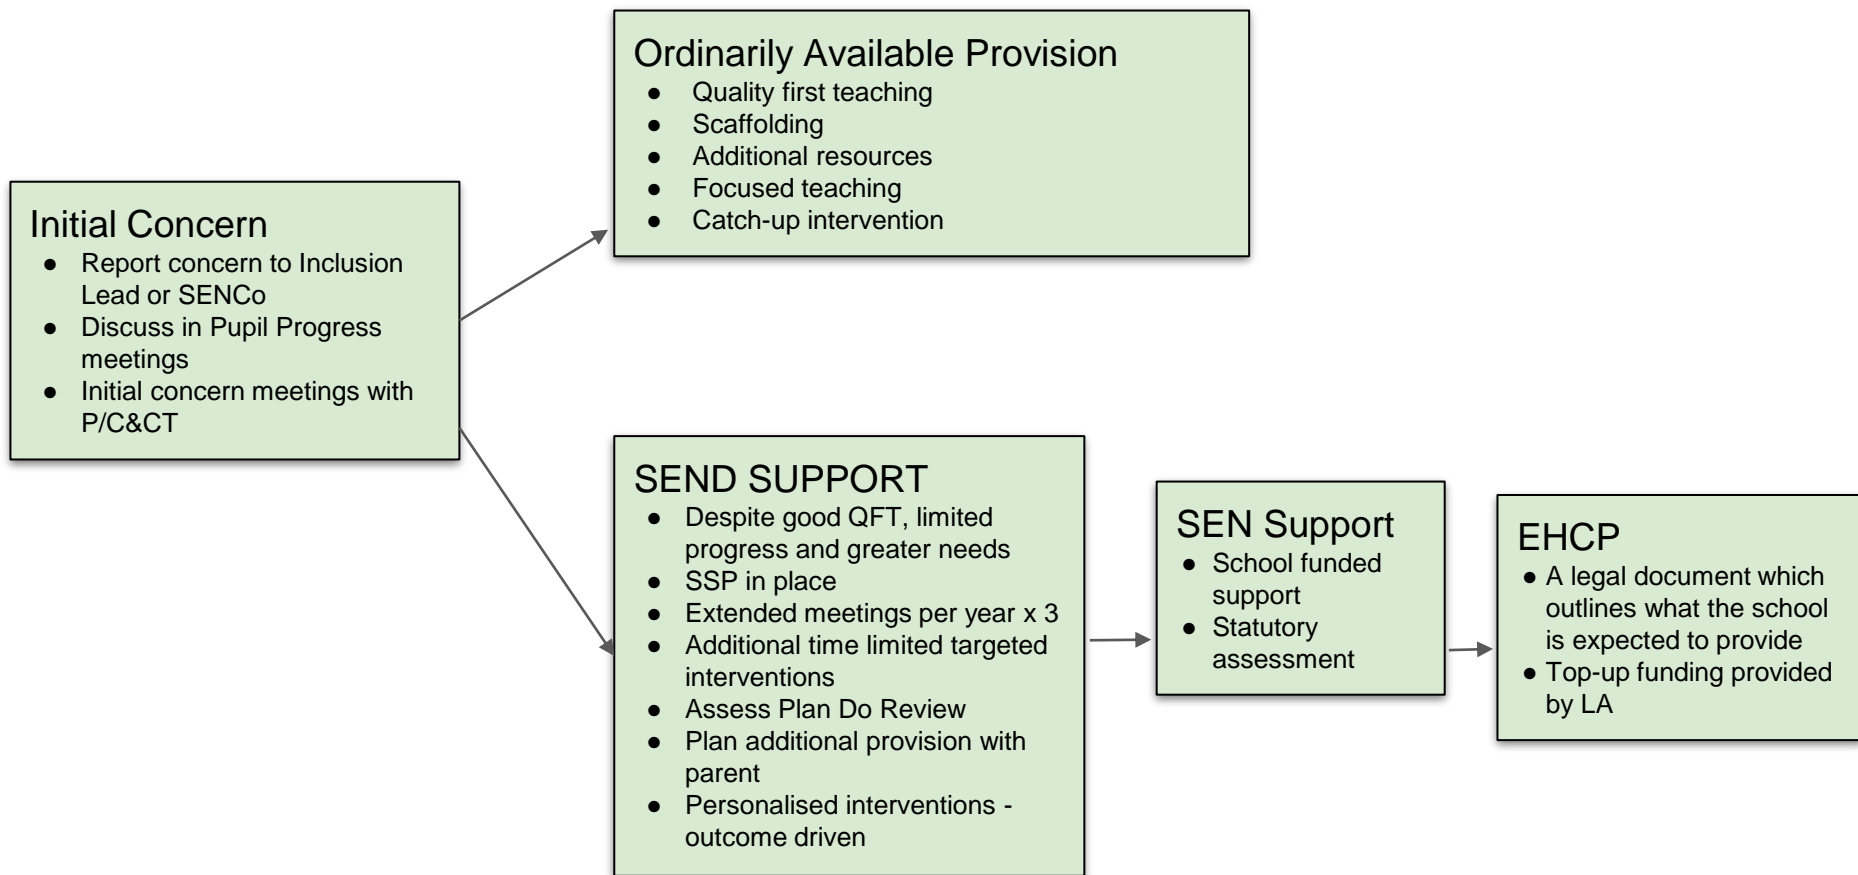 Ordinarily Available Provision
● Quality first teaching
● Scaffolding
● Additional resources
● Focused teaching
● Catch-up intervention
Initial Concern
● Report concern to Inclusion
Lead or SENCo
● Discuss in Pupil Progress
meetings
● Initial concern meetings with
P/C&CT
SEND SUPPORT
● Despite good QFT, limited
progress and greater needs
● SSP in place
● Extended meetings per year x 3
● Additional time limited targeted
interventions
● Assess Plan Do Review
● Plan additional provision with
parent
● Personalised interventions -
outcome driven
SEN Support
● School funded
support
● Statutory
assessment
EHCP
● A legal document which
outlines what the school
is expected to provide
● Top-up funding provided
by LA